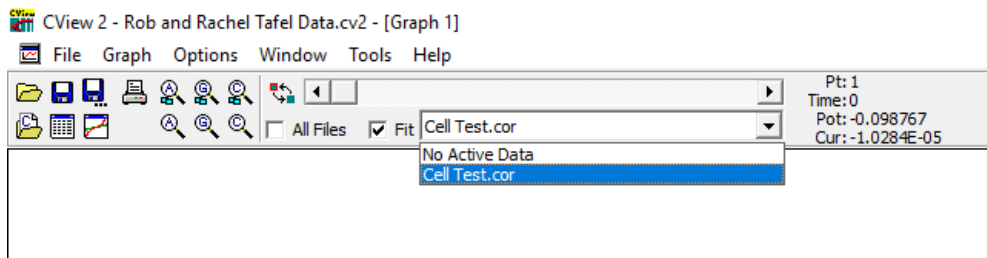 CView 2 - Rob and Rachel Tafel Data.cv2 - [Graph 1]
File Graph Options Window Tools Help
Pt: 1
Time: 0
Pot: -0.098767
Cur: -1.0284E-05
All Files Fit Cell Test.cor
No Active Data
Cell Test.cor